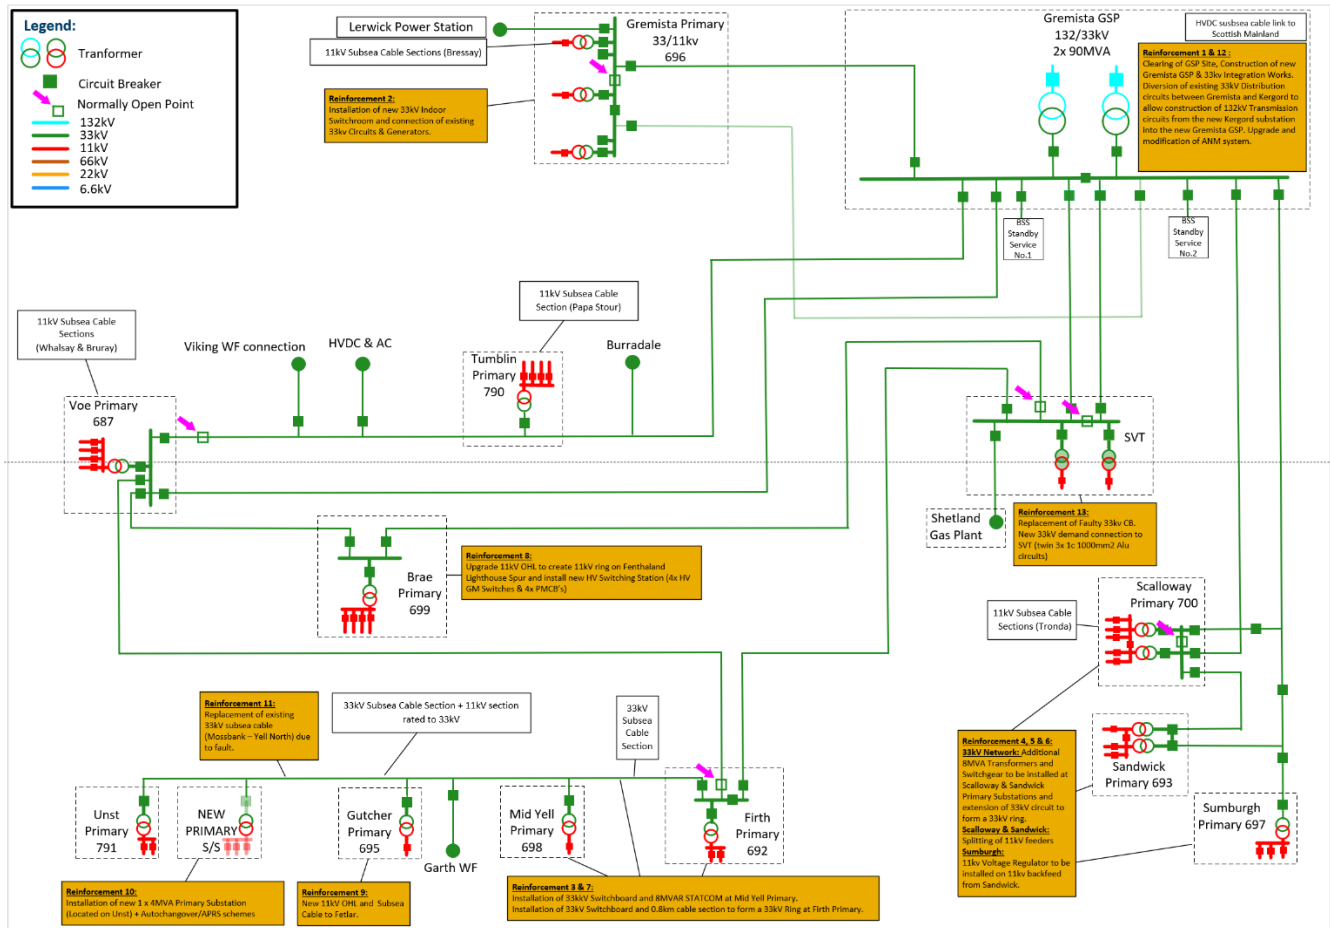 Legend:
Tranformer
Circuit Breaker
Normally Open Point
132kV
33kV
11kV
66kV
22kV
6.6kV
Lerwick Power Station
11kV Subsea Cable Sections (Bressay)
Gremista Primary
33/11kv
696
Reinforcement 2:
Installation of new 33kV Indoor
Switchroom and connection of existing
33kv Circuits & Generators.
Gremista GSP
132/33kV
2x 90MVA
HVDC susbsea cable link to
Scottish Mainland
Reinforcement 1 & 12 :
Clearing of GSP Site, Construction of new
Gremista GSP & 33kv Integration Works.
Diversion of existing 33kV Distribution
circuits between Gremista and Kergord to
allow construction of 132kV Transmission
circuits from the new Kergord substation
into the new Gremista GSP. Upgrade and
modification of ANM system.
BSS
Standby
Service
No.1
BSS
Standby
Service
No.2
11kV Subsea Cable
Sections
(Whalsay & Bruray)
Viking WF connection
HVDC & AC
11kV Subsea Cable
Section (Papa Stour)
Tumblin
Primary
790
Burradale
Voe Primary
687
SVT
Shetland
Gas Plant
Reinforcement 13:
Replacement of Faulty 33kv CB.
New 33kV demand connection to
SVT (twin 3x 1c 1000mm2 Alu
circuits)
Brae
Primary
699
Reinforcement 8:
Upgrade 11kV OHL to create 11kV ring on Fenthaland
Lighthouse Spur and install new HV Switching Station (4x HV
GM Switches & 4x PMCB's)
11kV Subsea Cable
Sections (Tronda)
Scalloway
Primary 700
Reinforcement 11:
Replacement of existing
33kV subsea cable
(Mossbank – Yell North) due
to fault.
33kV Subsea Cable Section + 11kV section
rated to 33kV
33kV
Subsea
Cable
Section
Reinforcement 4, 5 & 6:
33kV Network: Additional
8MVA Transformers and
Switchgear to be installed at
Scalloway & Sandwick
Primary Substations and
extension of 33kV circuit to
form a 33kV ring.
Scalloway & Sandwick:
Splitting of 11kV feeders
Sumburgh:
11kv Voltage Regulator to be
installed on 11kv backfeed
from Sandwick.
Sandwick
Primary 693
Sumburgh
Primary 697
Unst
Primary
791
NEW
PRIMARY
S/S
Gutcher
Primary
695
Garth WF
Mid Yell
Primary
698
Firth
Primary
692
Reinforcement 10:
Installation of new 1 x 4MVA Primary Substation
(Located on Unst) + Autochangover/APRS schemes
Reinforcement 9:
New 11kV OHL and Subsea
Cable to Fetlar.
Reinforcement 3 & 7:
Installation of 33kkV Switchboard and 8MVAR STATCOM at Mid Yell Primary.
Installation of 33kV Switchboard and 0.8km cable section to form a 33kV Ring at Firth Primary.